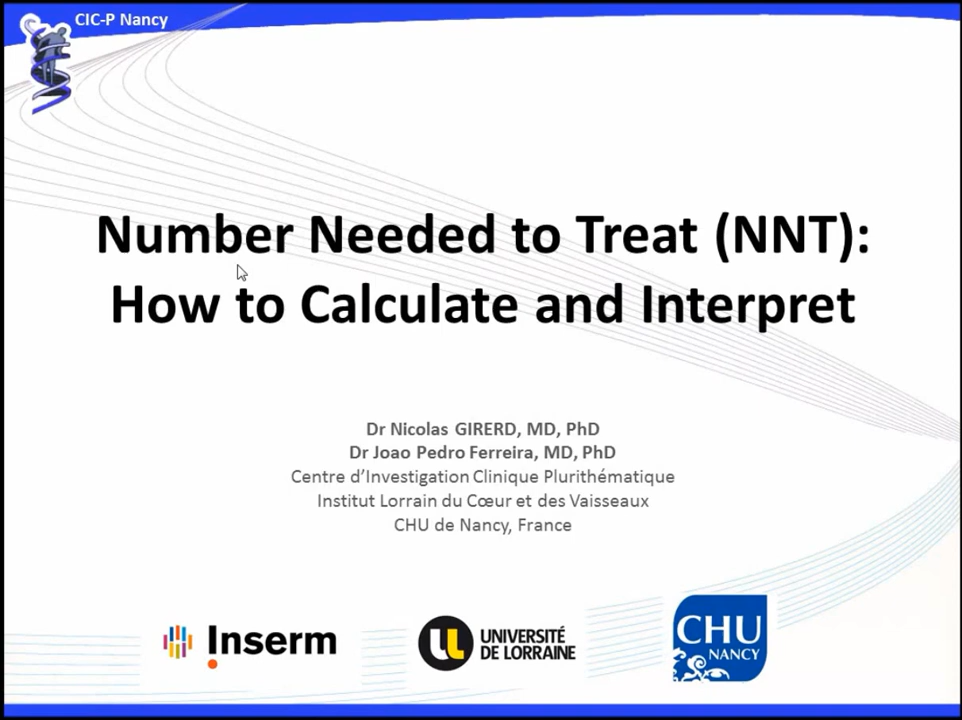 CIC-P Nancy
Number Needed to Treat (NNT):
How to Calculate and Interpret
Dr Nicolas GIRERD, MD, PhD
Dr Joao Pedro Ferreira, MD, PhD
Centre d’Investigation Clinique Plurithématique
Institut Lorrain du Cœur et des Vaisseaux
CHU de Nancy, France
Inserm
UNIVERSITÉ
DE LORRAINE
CHU
NANCY